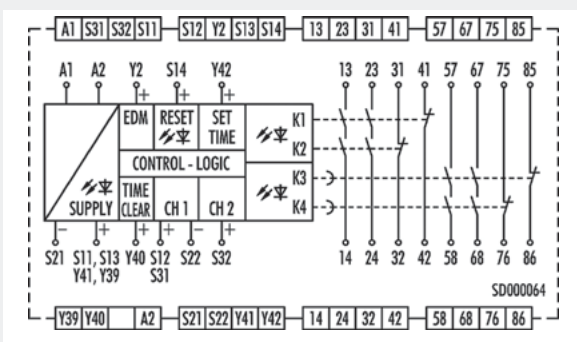 A1 S31 S32 S11 S12 Y2 S13 S14 13 23 31 41 57 67 75 85
A1 A2 Y2 S14 Y42 13 23 31 41 57 67 75 85
+ + +
EDM RESET SET TIME K1
K2
CONTROL - LOGIC
K3
SUPPLY TIME CLEAR CH 1 CH 2 K4
− + + + − +
S21 S11, S13 Y40 S12 S22 S32 14 24 32 42 58 68 76 86
Y41, Y39 S31
SD000064
Y39 Y40 A2 S21 S22 Y41 Y42 14 24 32 42 58 68 76 86